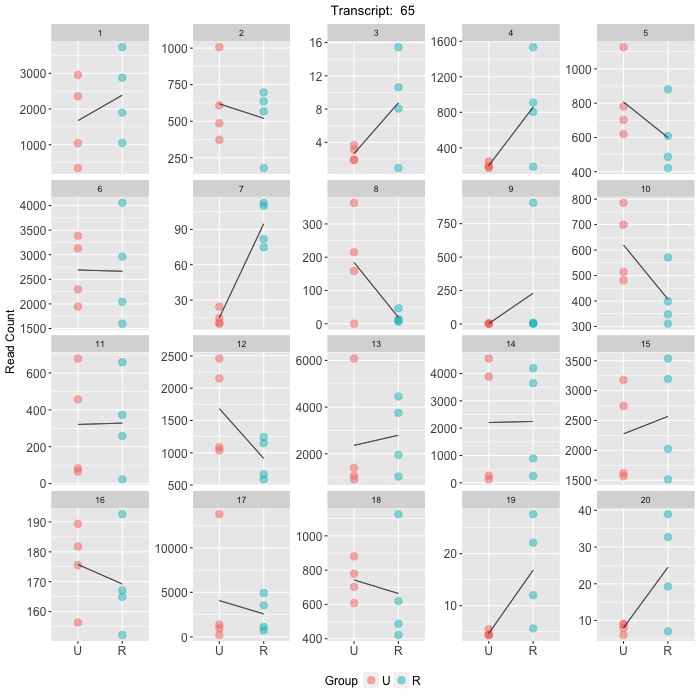 Transcript: 65
1 2 3 4 5
3000 2000 1000
1000 750 500 250
16 12 8 4
1600 1200 800 400
1000 800 600 400
6 7 8 9 10
4000 3500 3000 2500 2000 1500
90 60 30
300 200 100 0
750 500 250 0
800 700 600 500 400 300
Read Count
11 12 13 14 15
600 400 200 0
2500 2000 1500 1000 500
6000 4000 2000
4000 3000 2000 1000 0
3500 3000 2500 2000 1500
16 17 18 19 20
190 180 170 160
10000 5000 0
1000 800 600 400
20 10
40 30 20 10
U R U R U R U R U R
Group U R